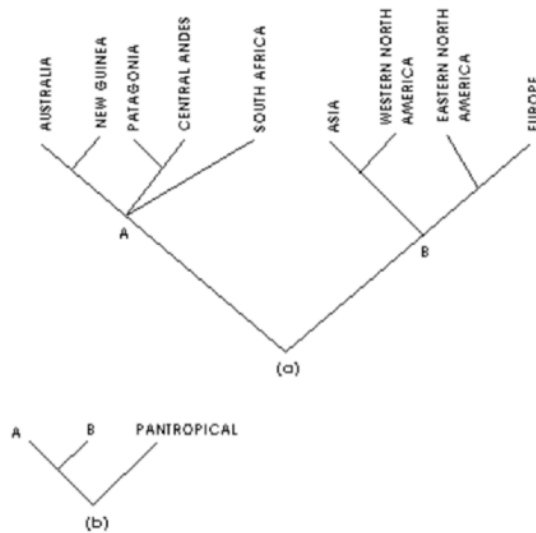 AUSTRALIA
NEW GUINEA
PATAGONIA
CENTRAL ANDES
SOUTH AFRICA
ASIA
WESTERN NORTH
AMERICA
EASTERN NORTH
AMERICA
EUROPE
A
B
(a)
A
B
PANTROPICAL
(b)